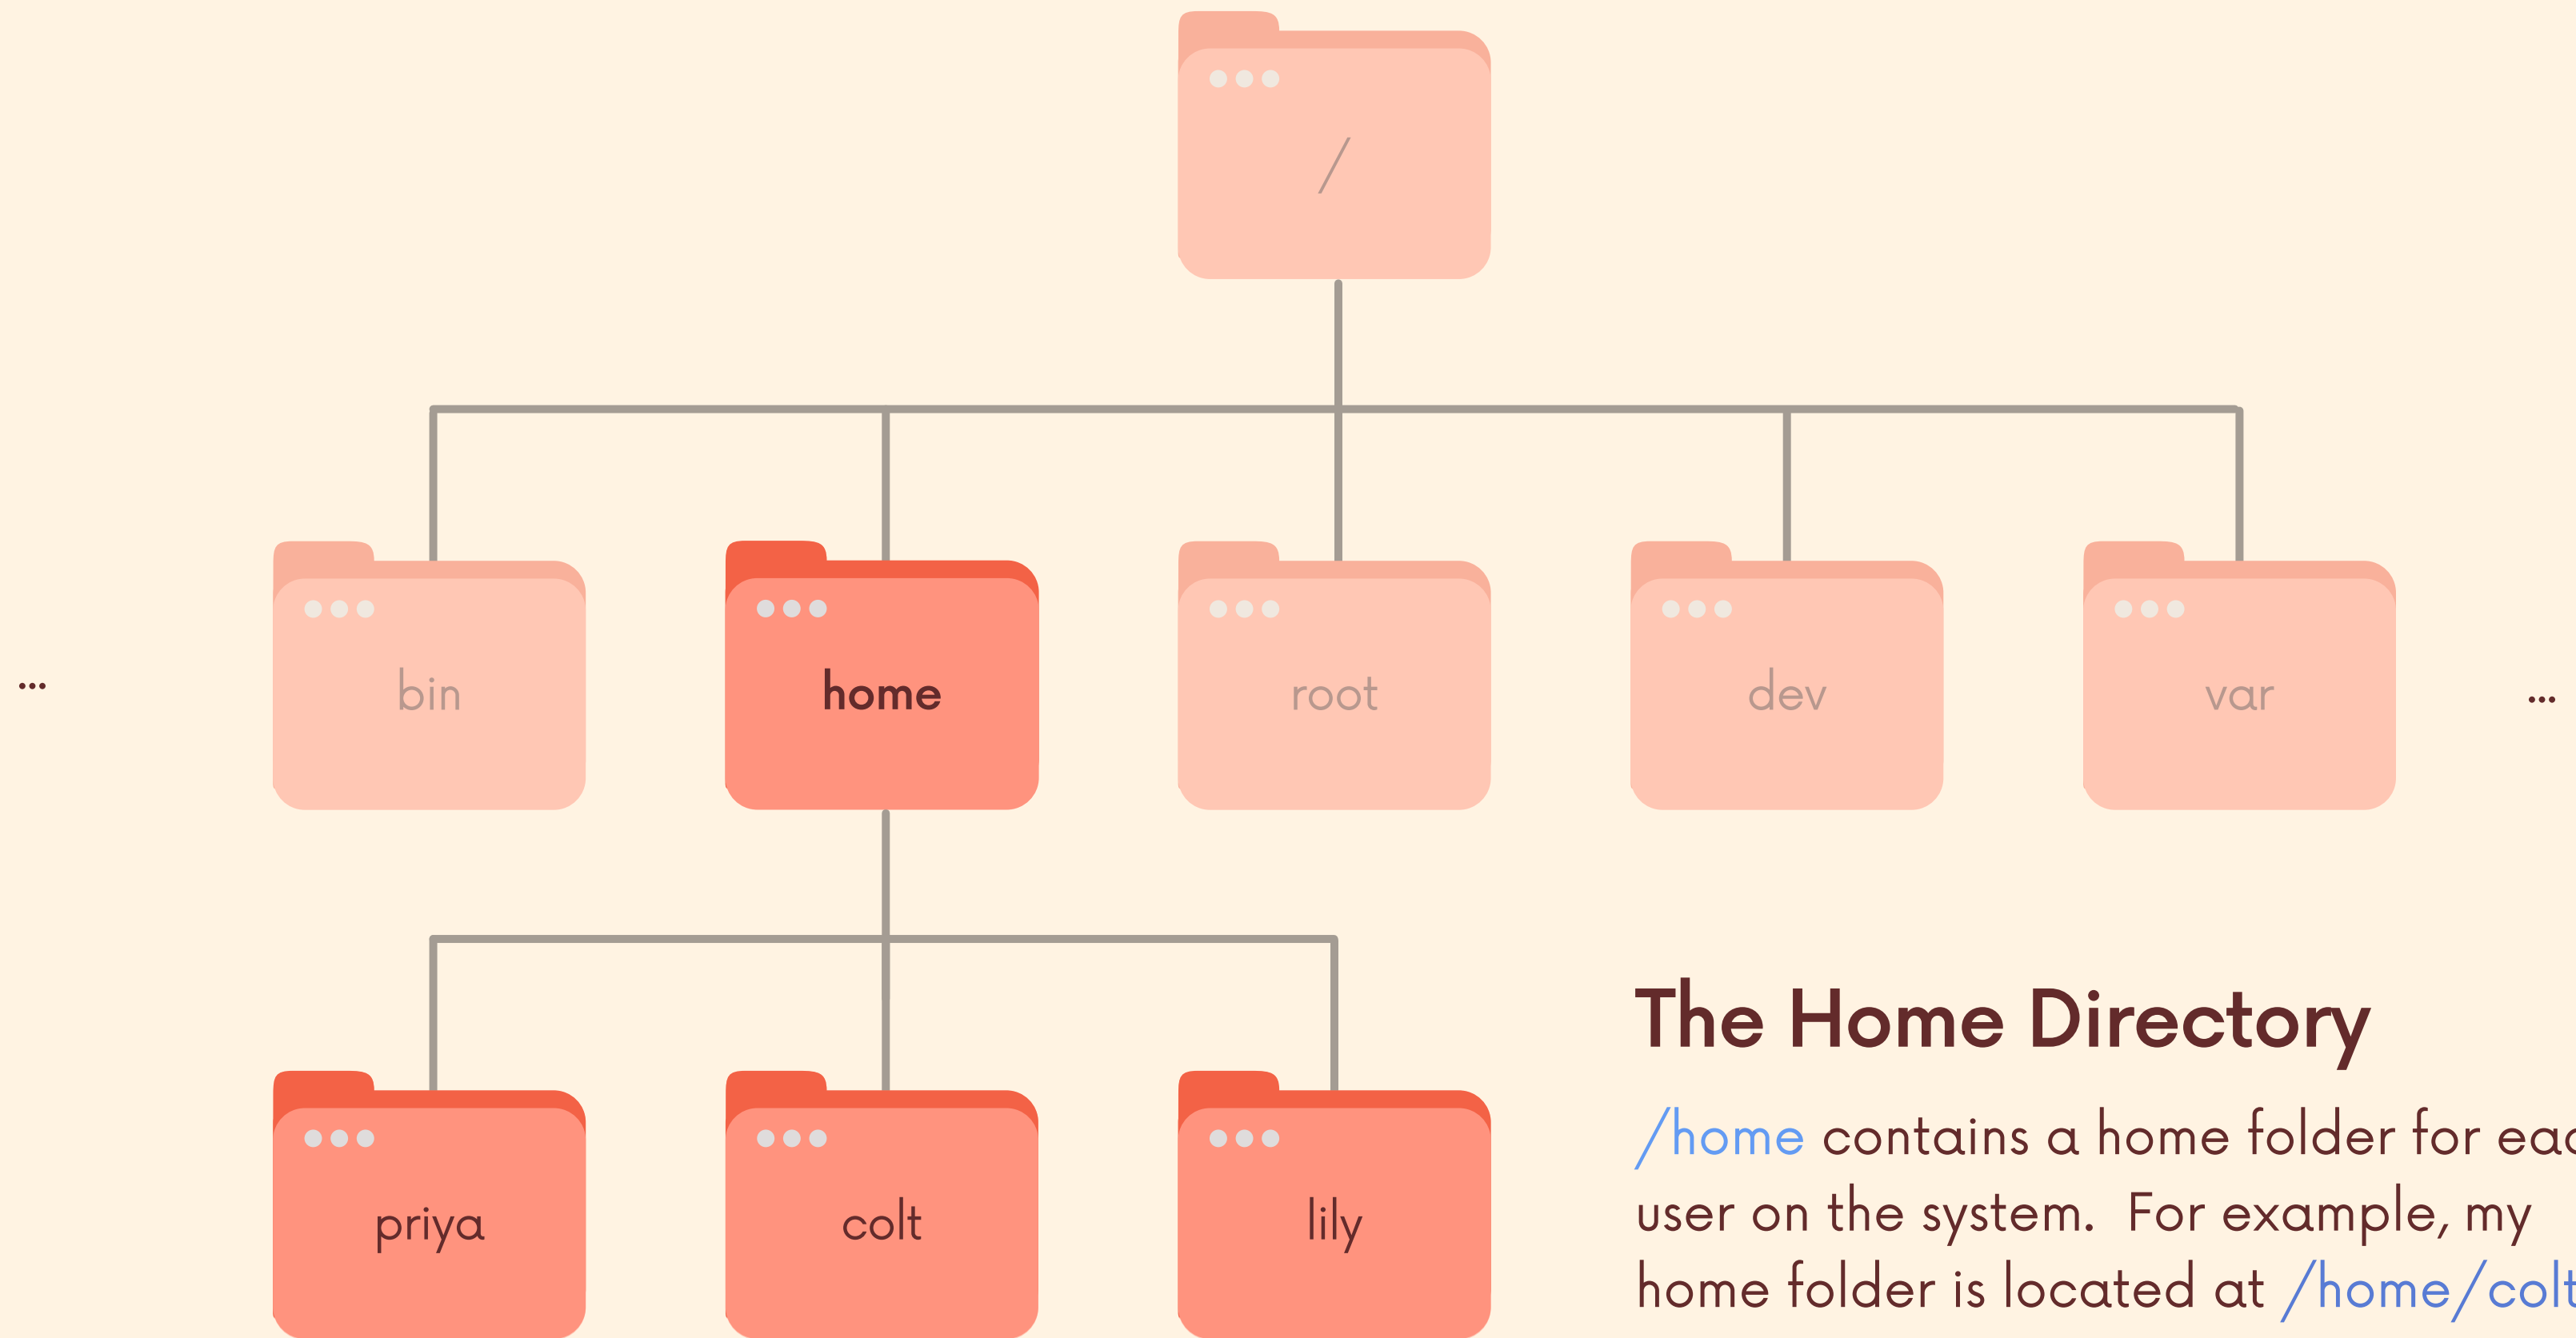 /
... bin home root dev var ...
priya colt lily
The Home Directory
/home contains a home folder for eac
user on the system. For example, my
home folder is located at /home/colt